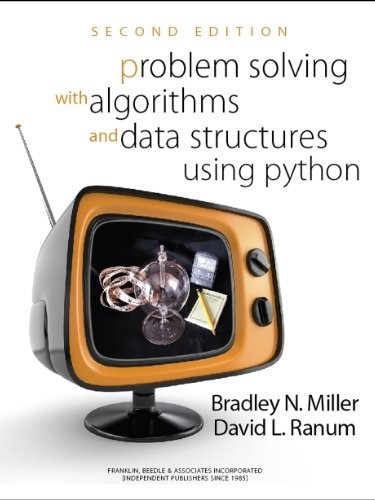 SECOND EDITION
problem solving
with algorithms
and data structures
using python
Bradley N. Miller
David L. Ranum
FRANKLIN, BEEDLE & ASSOCIATES INCORPORATED
[INDEPENDENT PUBLISHERS SINCE 1985]